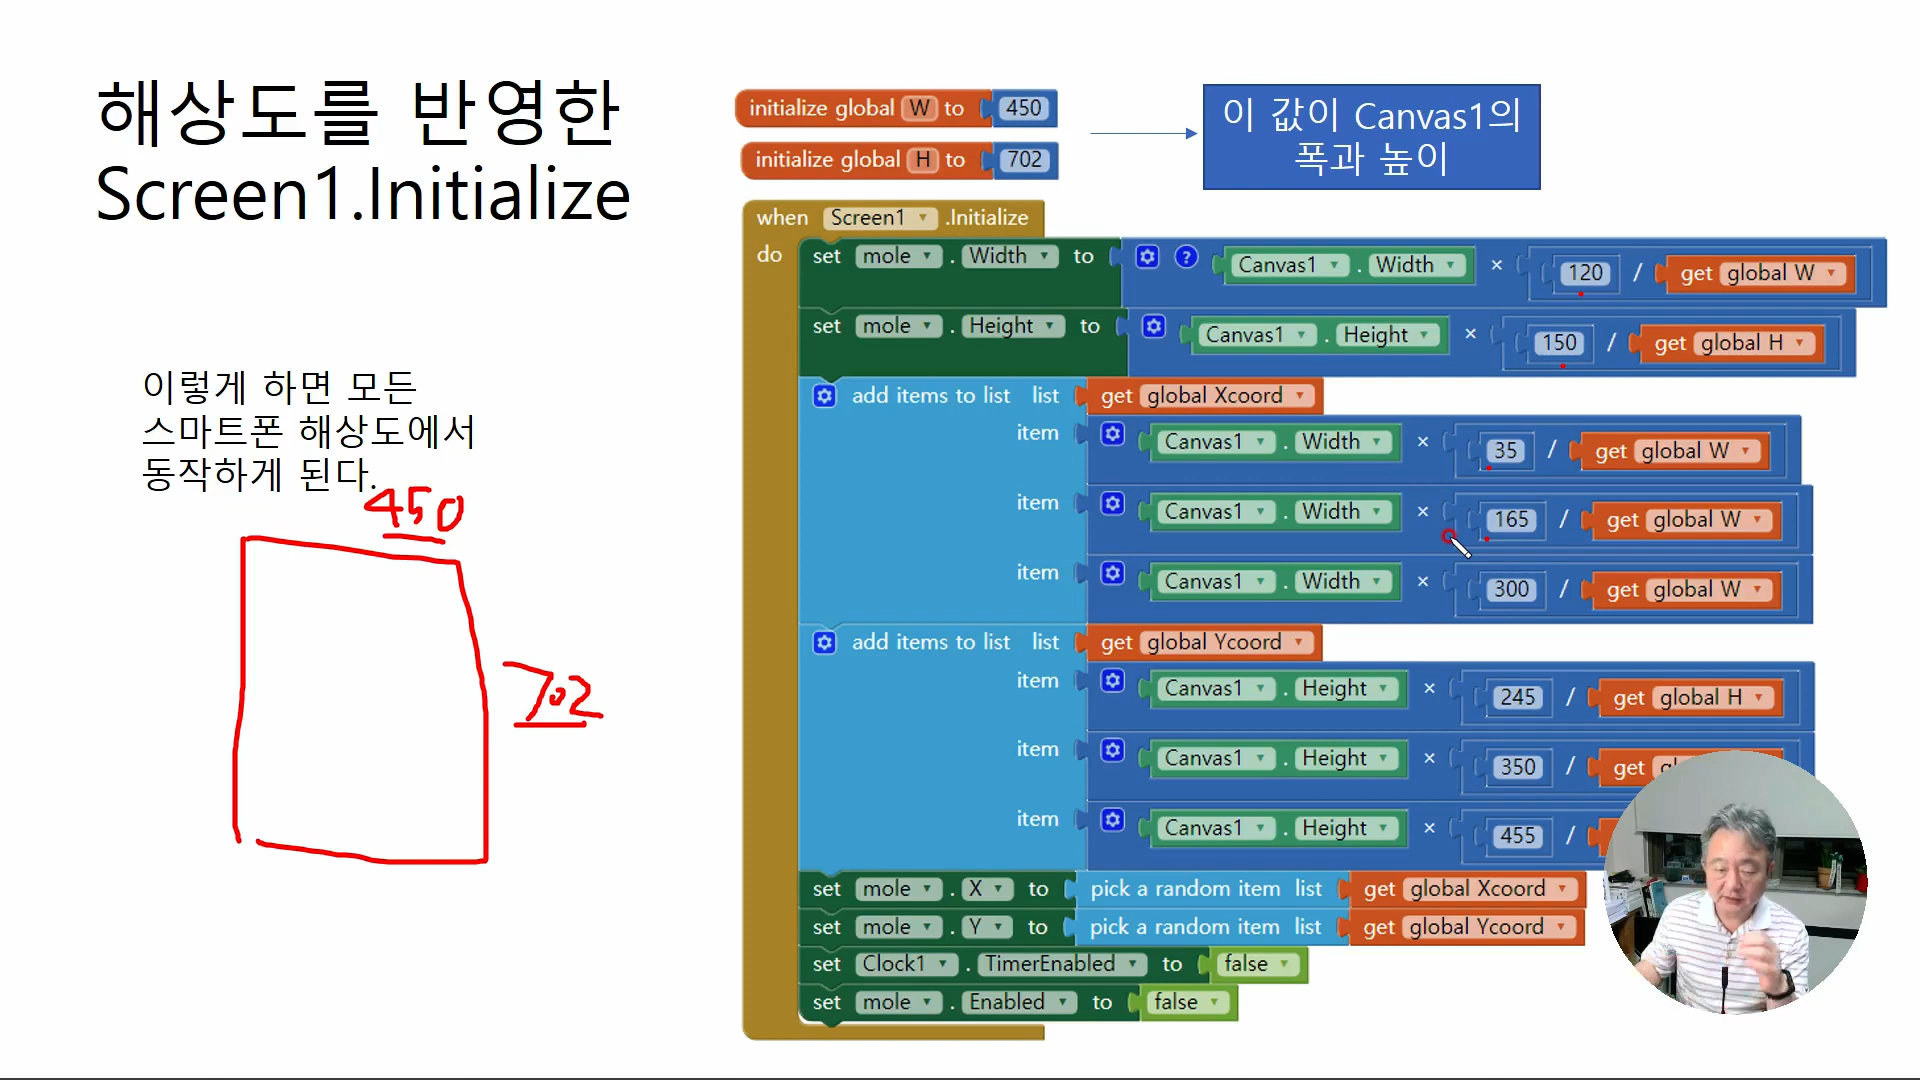 해상도를 반영한
Screen1.Initialize
이렇게 하면 모든
스마트폰 해상도에서
동작하게 된다.
450
702
initialize global W to 450
initialize global H to 702
이 값이 Canvas1의
폭과 높이
when Screen1 .Initialize
do set mole . Width to Canvas1 . Width × 120 / get global W
set mole . Height to Canvas1 . Height × 150 / get global H
add items to list list get global Xcoord
item Canvas1 . Width × 35 / get global W
item Canvas1 . Width × 165 / get global W
item Canvas1 . Width × 300 / get global W
add items to list list get global Ycoord
item Canvas1 . Height × 245 / get global H
item Canvas1 . Height × 350 / get
item Canvas1 . Height × 455 /
set mole . X to pick a random item list get global Xcoord
set mole . Y to pick a random item list get global Ycoord
set Clock1 . TimerEnabled to false
set mole . Enabled to false